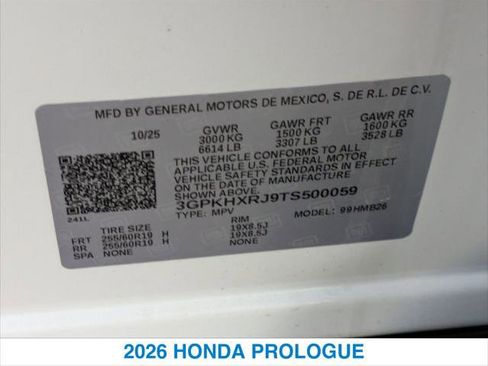 MFD BY GENERAL MOTORS DE MEXICO, S. DE R.L. DE C.V.
10/25 GVWR GAWR FRT GAWR RR
3000 KG 1500 KG 1600 KG
6614 LB 3307 LB 3528 LB
THIS VEHICLE CONFORMS TO ALL
APPLICABLE U.S. FEDERAL MOTOR
VEHICLE SAFETY STANDARDS IN EFFECT
ON THE DATE OF MANUFACTURE
3GPKHXRJ9TS500059
TYPE: MPV MODEL: 99HMB26
241L
TIRE SIZE RIM
FRT 255/60R19 H 19X8.5J
RR 255/60R19 H 19X8.5J
SPA NONE NONE
2026 HONDA PROLOGUE